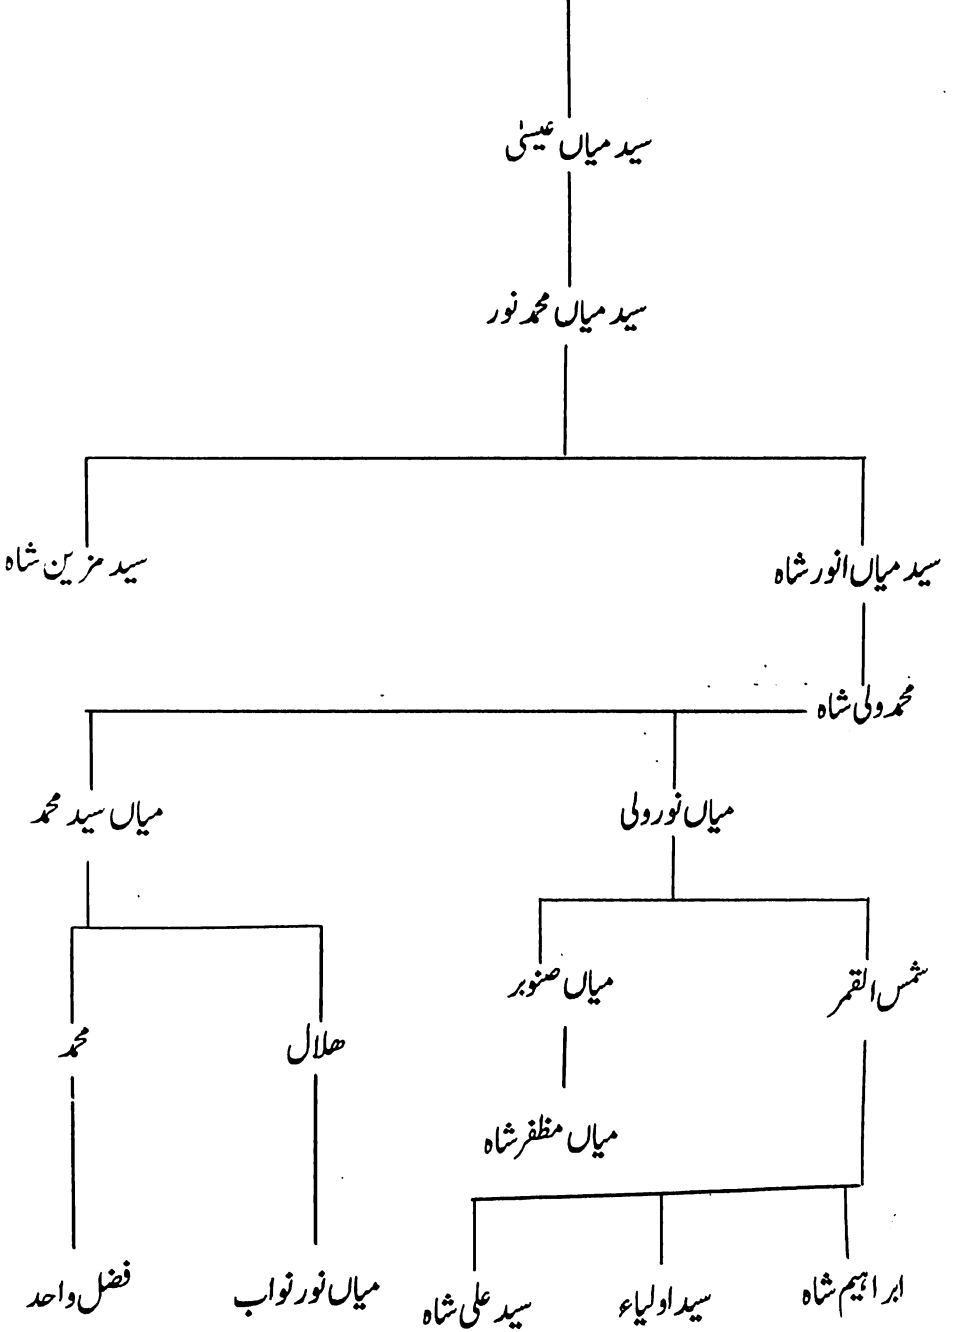 سید میاں عیسیٰ
سید میاں محمد نور
سید میاں انور شاہ
سید مزین شاہ
محمد ولی شاہ
میاں نور ولی
میاں سید محمد
شمس القمر
میاں صنوبر
ھلال
محمد
میاں مظفر شاہ
ابراہیم شاہ
سید اولیاء
سید علی شاہ
میاں نور نواب
فضل واحد